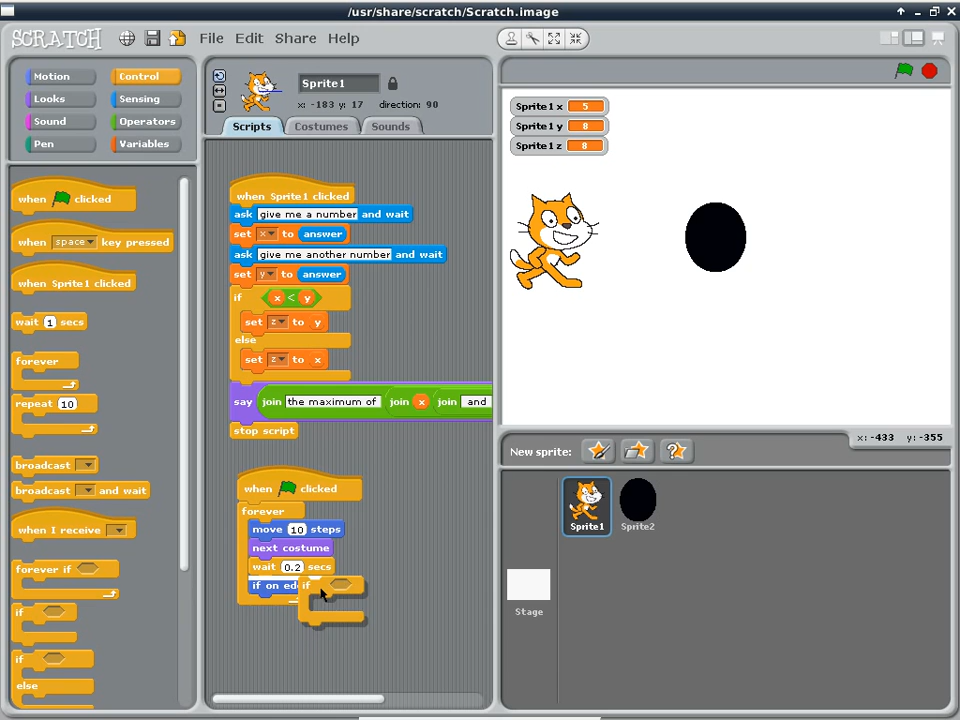 /usr/share/scratch/Scratch.image
SCRATCH File Edit Share Help
Motion Control
Looks Sensing
Sound Operators
Pen Variables
when clicked
when space key pressed
when Sprite1 clicked
wait 1 secs
forever
repeat 10
broadcast
broadcast and wait
when I receive
forever if
if
if
else
Sprite1
x: -183 y: 17 direction: 90
Scripts Costumes Sounds
when Sprite1 clicked
ask give me a number and wait
set x to answer
ask give me another number and wait
set y to answer
if x < y
set z to y
else
set z to x
say join the maximum of join x join and
stop script
when clicked
forever
move 10 steps
next costume
wait 0.2 secs
if on
if
Sprite1 x 5
Sprite1 y 8
Sprite1 z 8
x: -433 y: -355
New sprite:
Sprite1
Sprite2
Stage